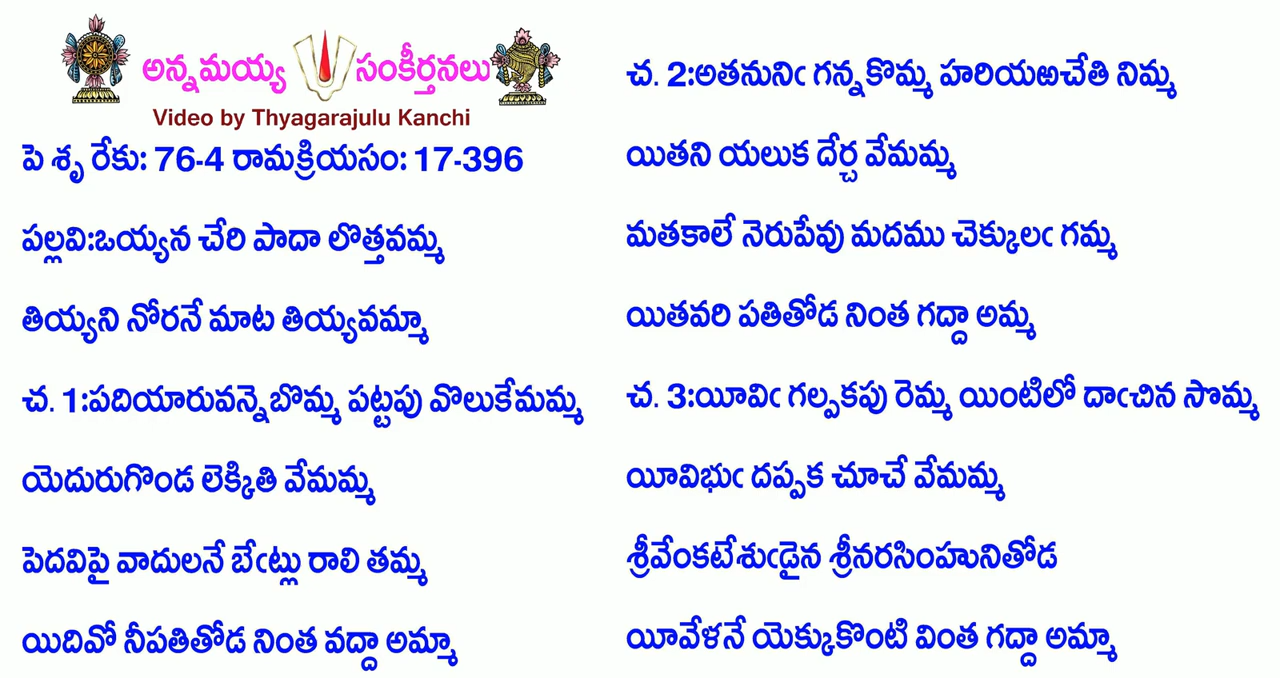 అన్నమయ్య సంకీర్తనలు
Video by Thyagarajulu Kanchi
పె శృ రేకు: 76-4 రామక్రియసం: 17-396
పల్లవి:ఒయ్యన చేరి పాదా లొత్తవమ్మ
తియ్యని నోరనే మాట తియ్యవమ్మా
చ. 1:పదియారువన్నెబొమ్మ పట్టపు వొలుకేమమ్మ
యెదురుగొండ లెక్కితి వేమమ్మ
పెదవిపై వాదులనే బేఁట్లు రాలి తమ్మ
యిదివో నీపతితోడ నింత వద్దా అమ్మా
చ. 2:అతనునిఁ గన్నకొమ్మ హరియఱచేతి నిమ్మ
యితని యలుక దేర్చ వేమమ్మ
మతకాలే నెరుపేవు మదము చెక్కులఁ గమ్మ
యితవరి పతితోడ నింత గద్దా అమ్మ
చ. 3:యీవిఁ గల్పకపు రెమ్మ యింటిలో దాఁచిన సొమ్మ
యీవిభుఁ దప్పక చూచే వేమమ్మ
శ్రీవేంకటేశుఁడైన శ్రీనరసింహునితోడ
యీవేళనే యెక్కుకొంటి వింత గద్దా అమ్మా